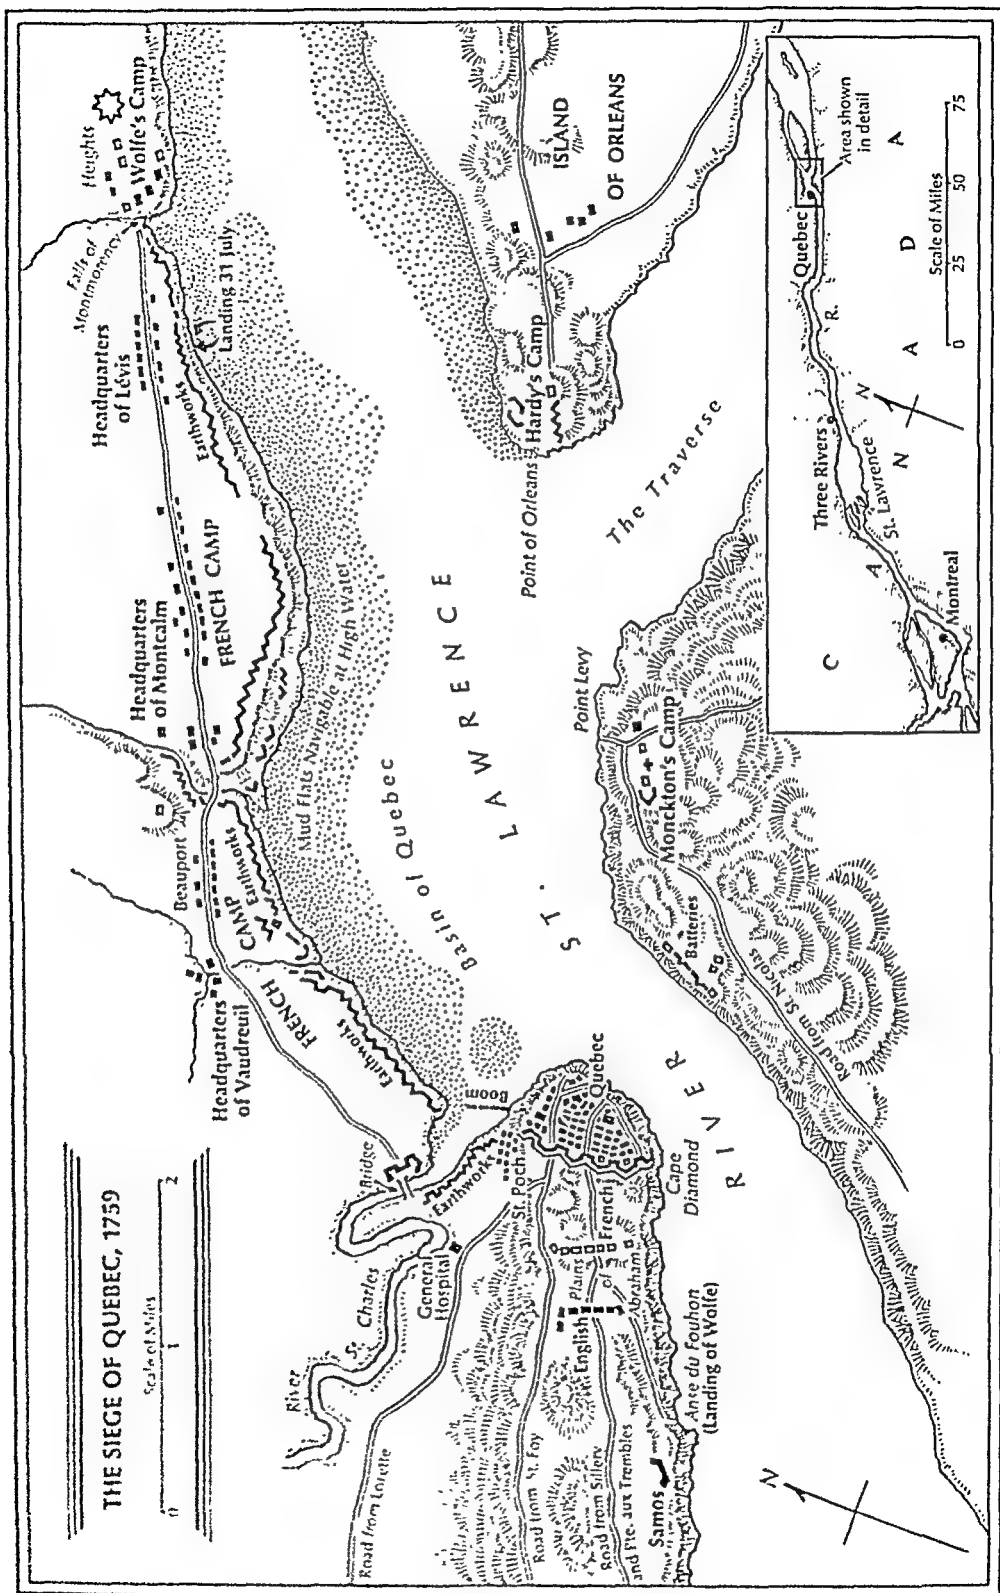 THE SIEGE OF QUEBEC, 1759
Scale of Miles
0 1 2
Heights
Wolfe's Camp
Falls of
Montmorency
Landing 31 July
Headquarters
of Lévis
Earthworks
FRENCH CAMP
Headquarters
of Montcalm
Mud Flats Navigable at High Water
Beauport
CAMP
Earthworks
FRENCH
Earthworks
Headquarters
of Vaudreuil
Basin of Quebec
ST. LAWRENCE
RIVER
ISLAND
OF ORLEANS
Hardy's Camp
Point of Orleans
The Traverse
Point Levy
Monckton's Camp
Batteries
Road from St. Nicolas
Boom
Bridge
Earthworks
Quebec
St. Roch
Cape
Diamond
River St. Charles
General
Hospital
French
Plains
of
Abraham
English
Anse du Foulon
(Landing of Wolfe)
Road from Lorette
Road from St. Foy
Road from Sillery
and Pte. aux Trembles
Samos
N
CANADA
Quebec
Area shown
in detail
Three Rivers
St. Lawrence R.
Montreal
N
Scale of Miles
0 25 50 75